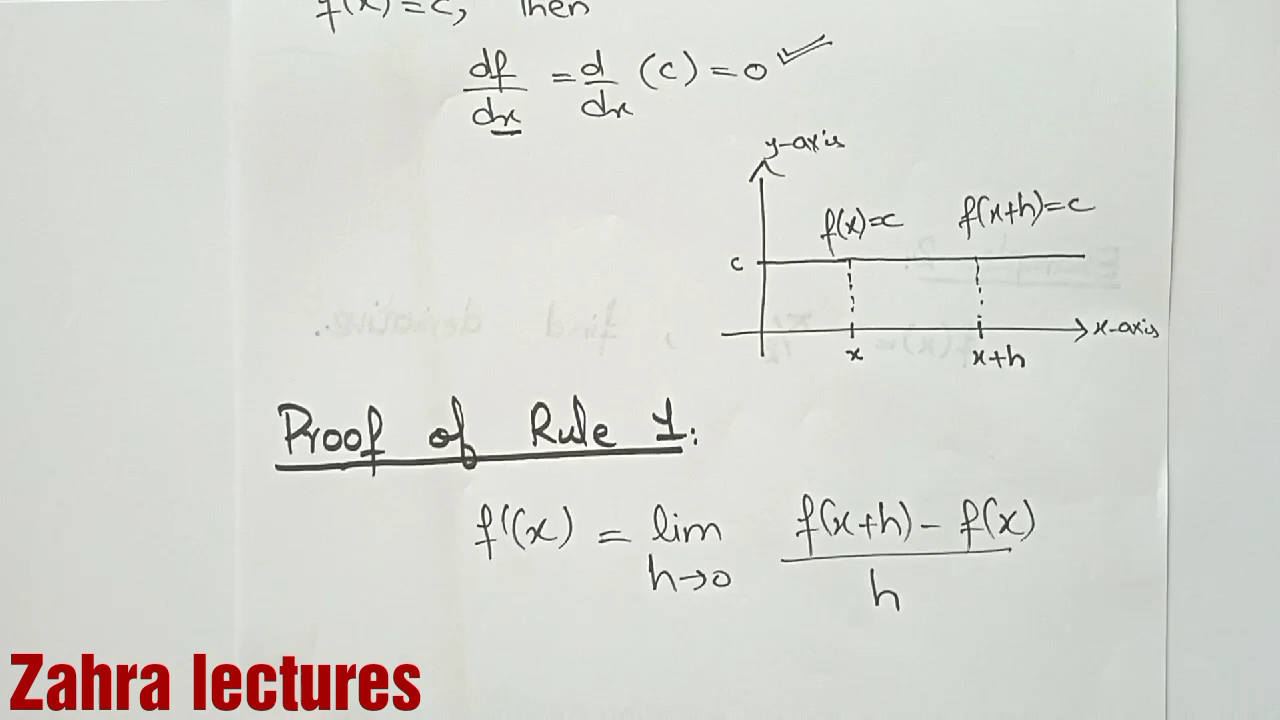 f(x) = c, Then
df/dx = d/dx (c) = 0
y-axis
f(x)=c f(x+h)=c
c
x-axis
x x+h
Proof of Rule 1:
f'(x) = lim h→0 f(x+h) - f(x) / h
Zahra lectures